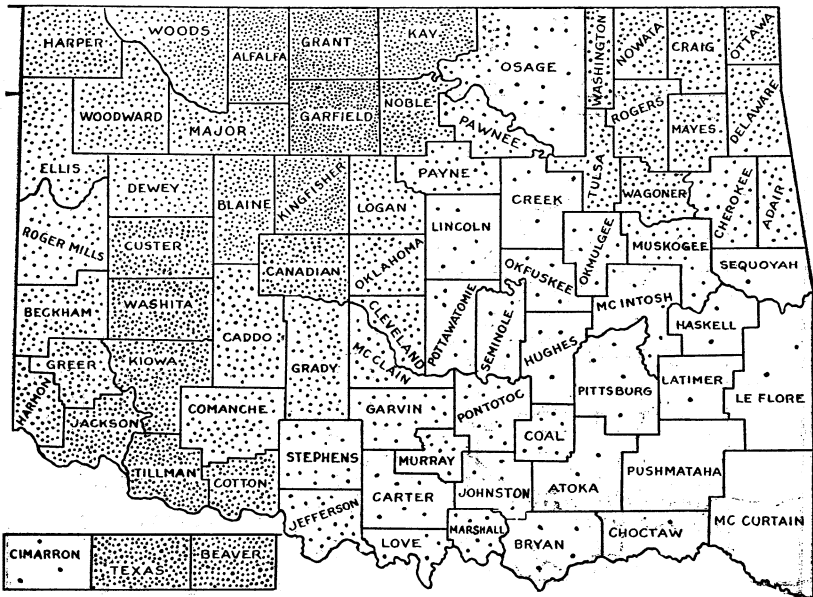 HARPER
WOODS
ALFALFA
GRANT
KAY
OSAGE
WASHINGTON
NOWATA
CRAIG
OTTAWA
WOODWARD
MAJOR
GARFIELD
NOBLE
PAWNEE
ROGERS
MAYES
DELAWARE
ELLIS
DEWEY
BLAINE
KINGFISHER
LOGAN
PAYNE
CREEK
TULSA
WAGONER
CHEROKEE
ADAIR
ROGER MILLS
CUSTER
CANADIAN
OKLAHOMA
LINCOLN
OKFUSKEE
OKMULGEE
MUSKOGEE
SEQUOYAH
BECKHAM
WASHITA
CADDO
GRADY
CLEVELAND
MC CLAIN
POTTAWATOMIE
SEMINOLE
HUGHES
MC INTOSH
HASKELL
GREER
KIOWA
HARMON
JACKSON
COMANCHE
GARVIN
PONTOTOC
PITTSBURG
LATIMER
LE FLORE
TILLMAN
COTTON
STEPHENS
MURRAY
COAL
JEFFERSON
CARTER
JOHNSTON
ATOKA
PUSHMATAHA
LOVE
MARSHALL
BRYAN
CHOCTAW
MC CURTAIN
CIMARRON
TEXAS
BEAVER